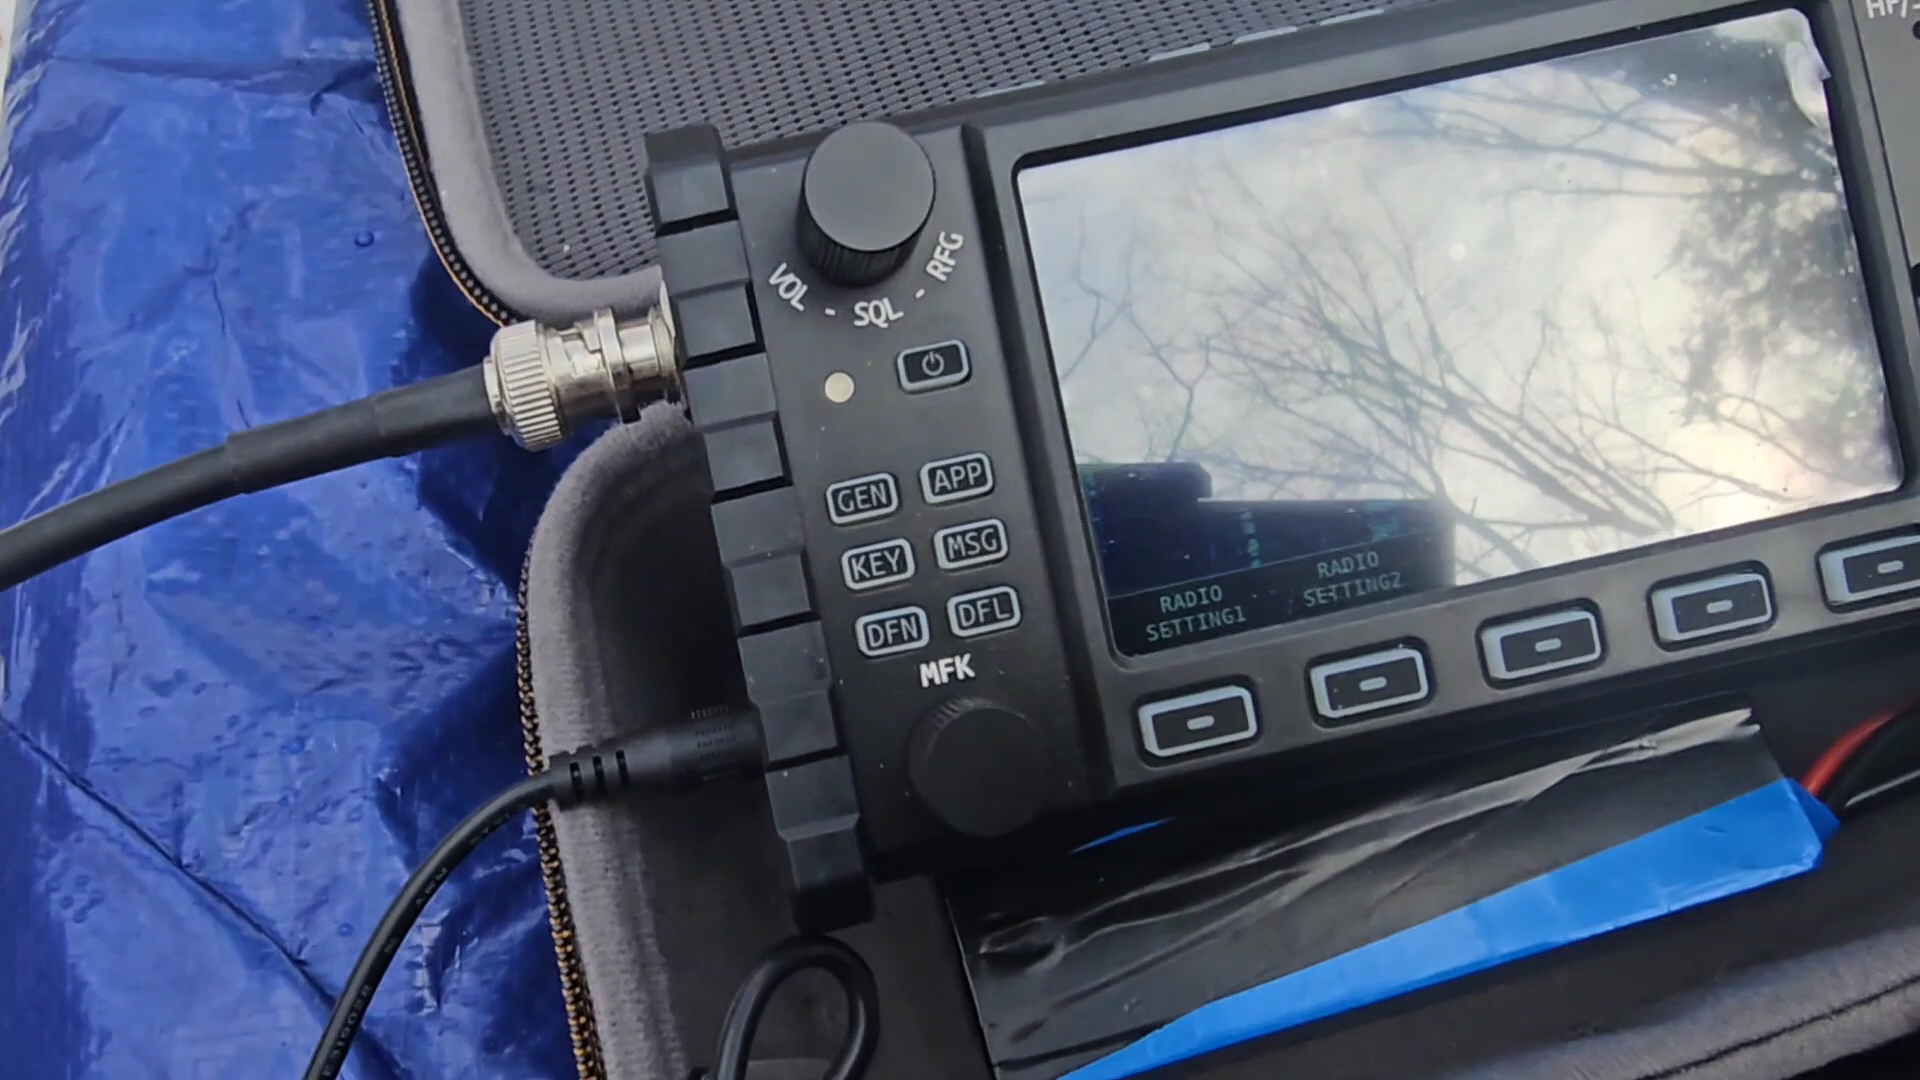 HF/
VOL - SQL - RFG
GEN APP
KEY MSG
DFN DFL
MFK
RADIO
SETTING1
RADIO
SETTING2